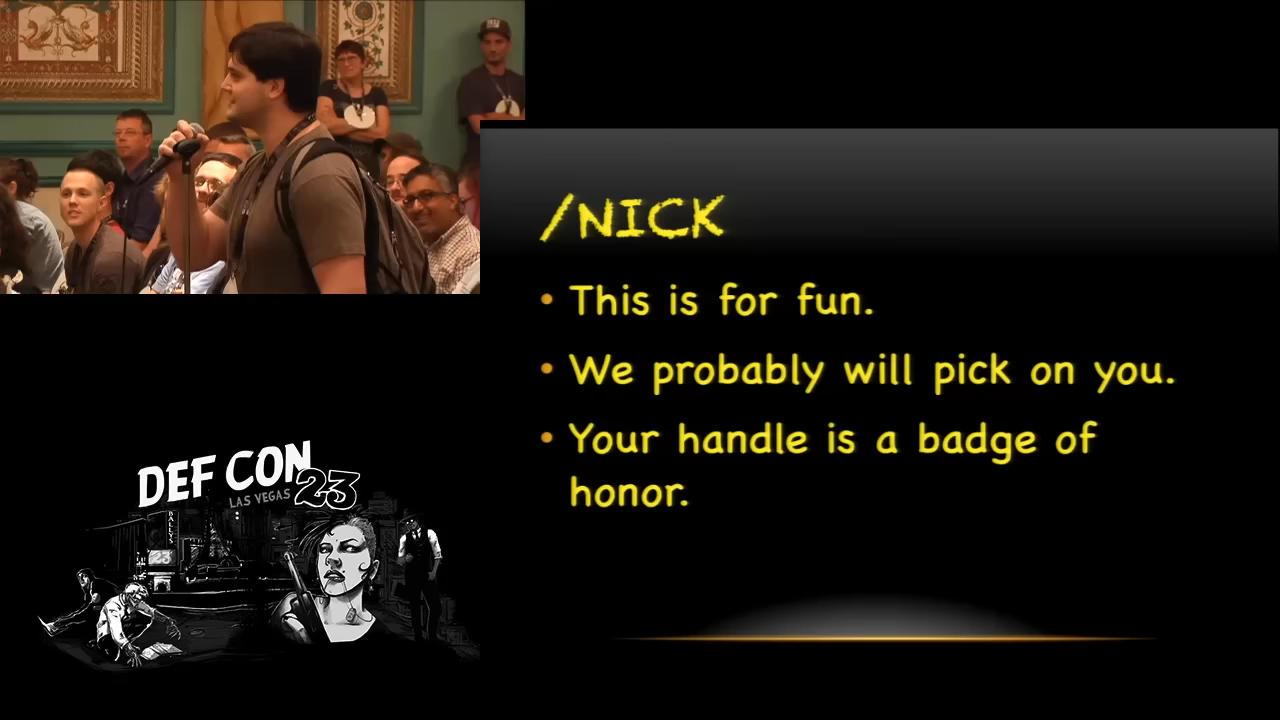 /NICK
• This is for fun.
• We probably will pick on you.
• Your handle is a badge of
honor.
DEF CON
LAS VEGAS 23
BALLYS